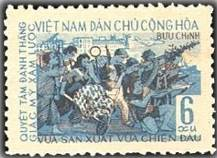 VIỆT NAM DÂN CHỦ CỘNG HÒA
BƯU CHÍNH
QUYẾT TÂM ĐÁNH THẮNG
GIẶC MỸ XÂM LƯỢC
6
XU
VỪA SẢN XUẤT VỪA CHIẾN ĐẤU